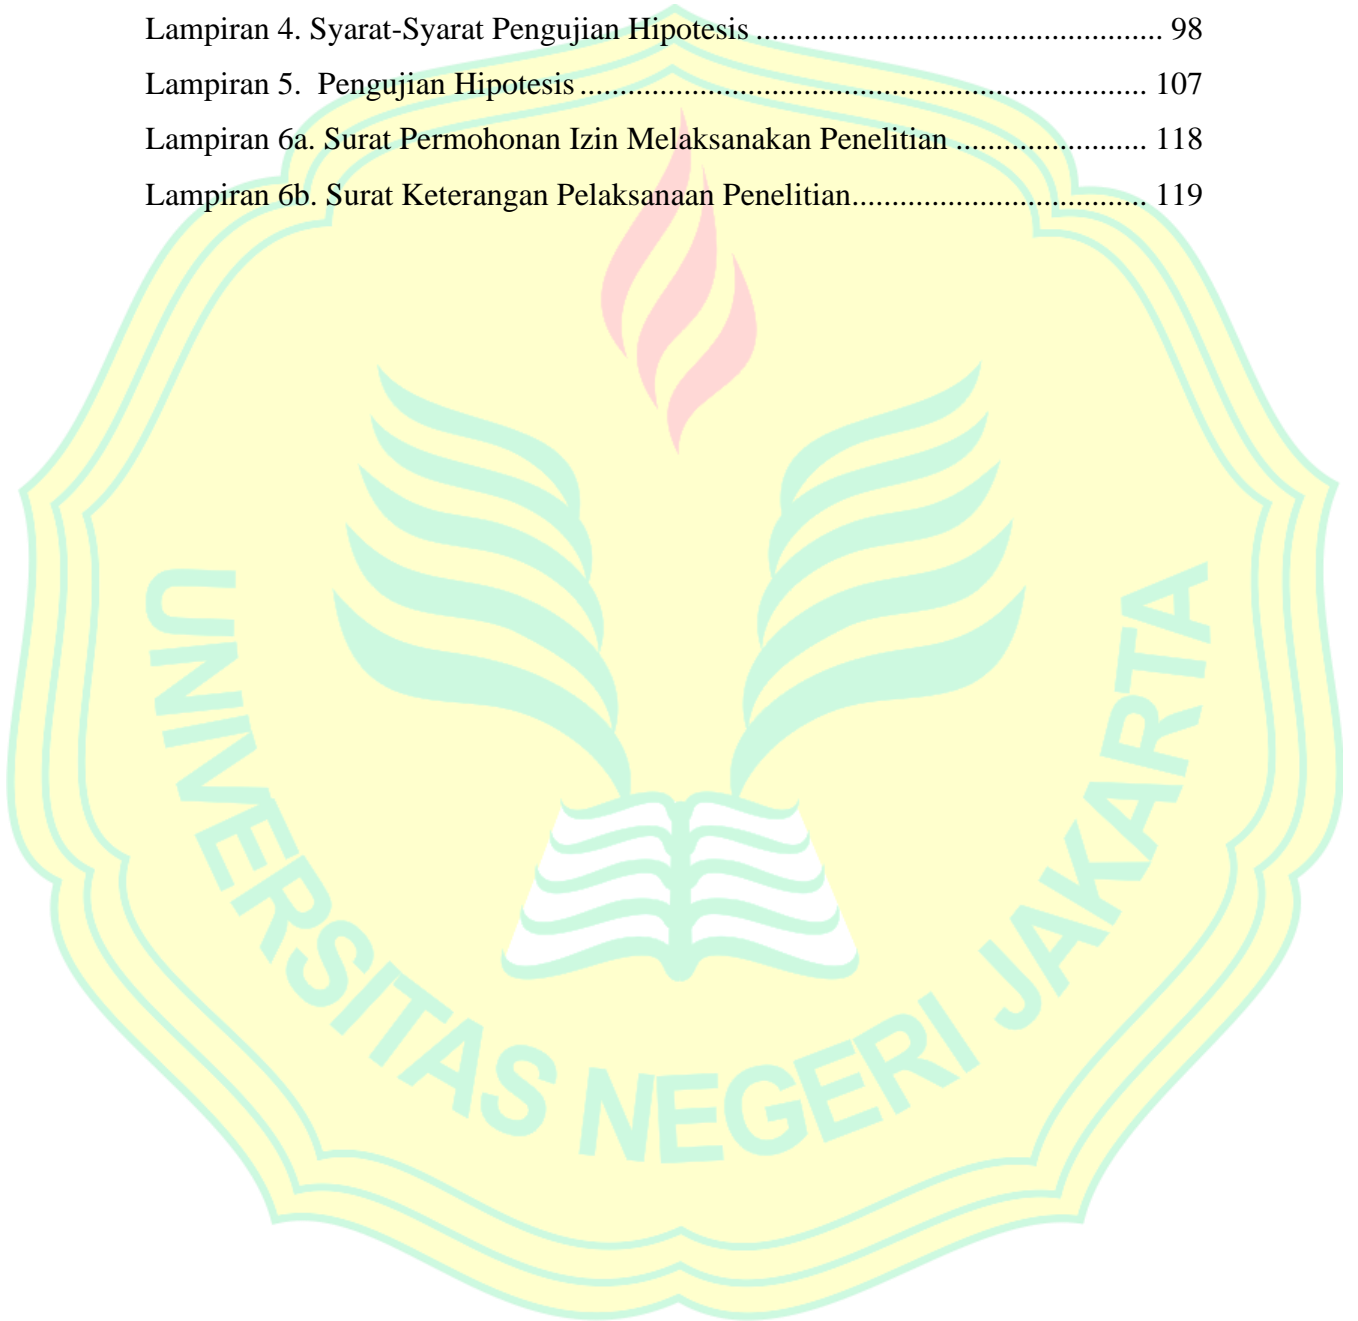 Lampiran 4. Syarat-Syarat Pengujian Hipotesis ................................................... 98
Lampiran 5.  Pengujian Hipotesis ....................................................................... 107
Lampiran 6a. Surat Permohonan Izin Melaksanakan Penelitian ........................ 118
Lampiran 6b. Surat Keterangan Pelaksanaan Penelitian..................................... 119
UNIVERSITAS NEGERI JAKARTA